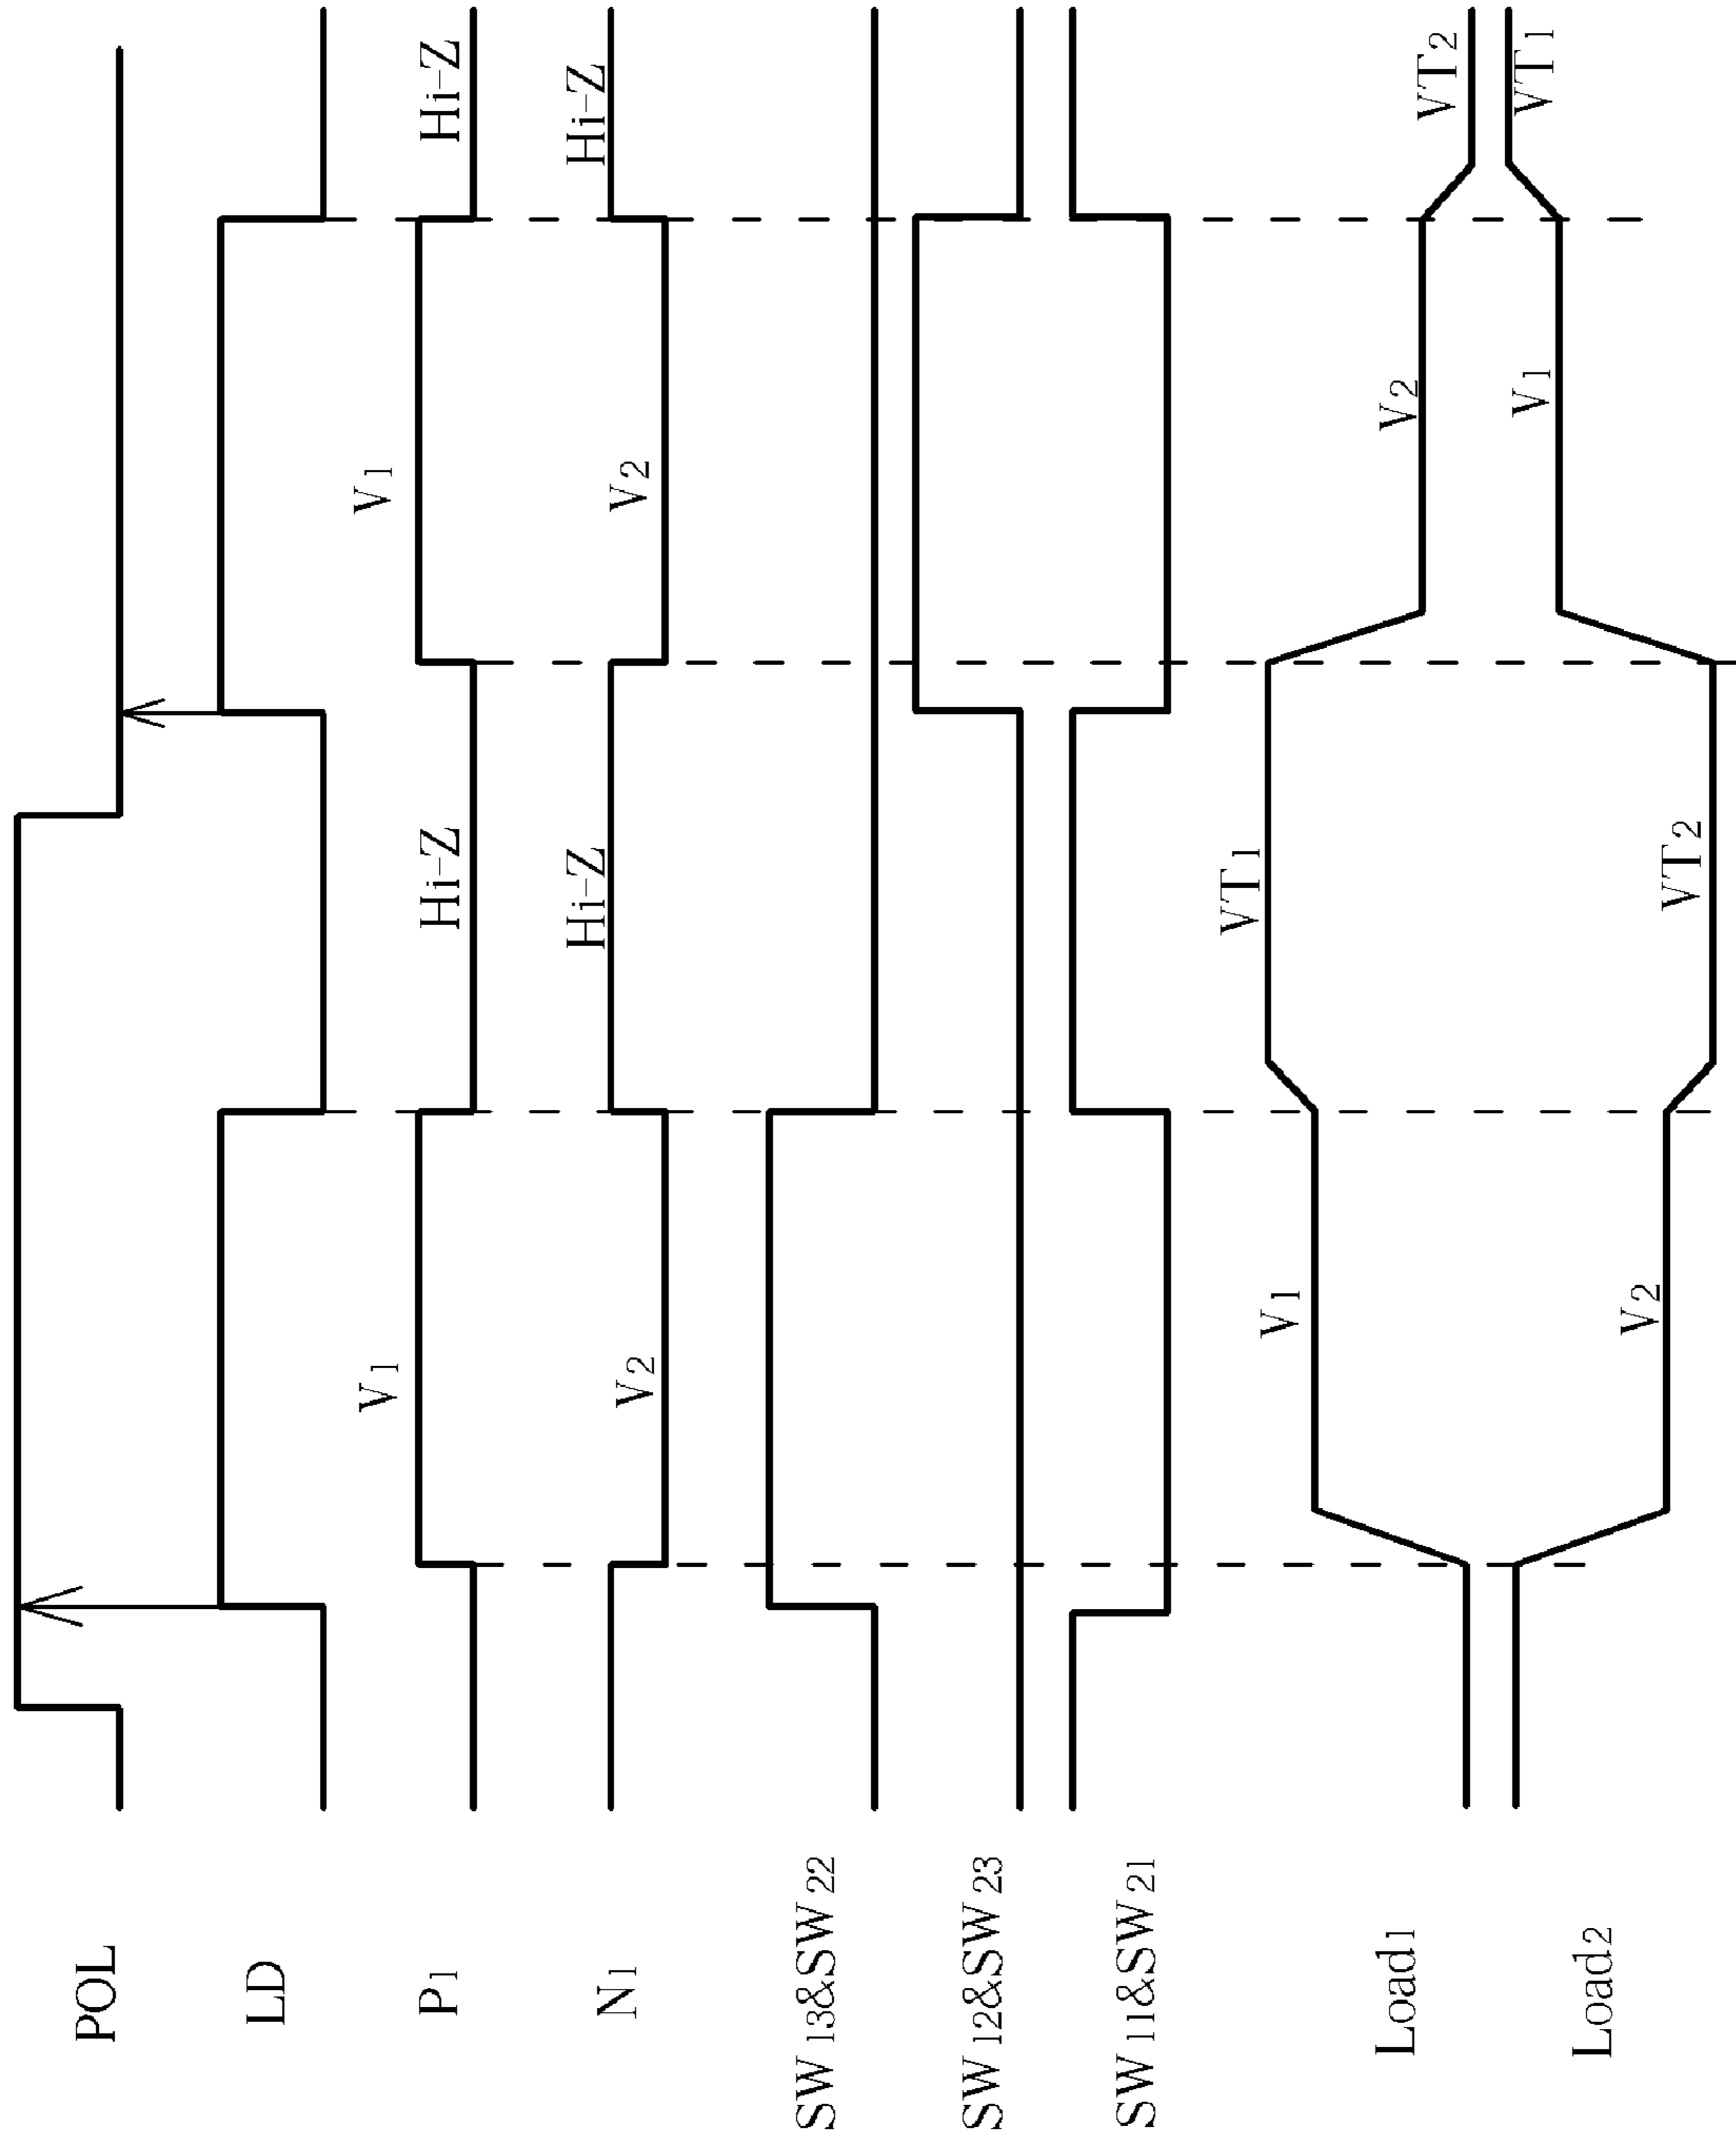 POL
LD
P1 V1 Hi-Z V1 Hi-Z
N1 V2 Hi-Z V2 Hi-Z
SW13&SW22
SW12&SW23
SW11&SW21
Load1 V1 VT1 V2 VT2
Load2 V2 VT2 V1 VT1